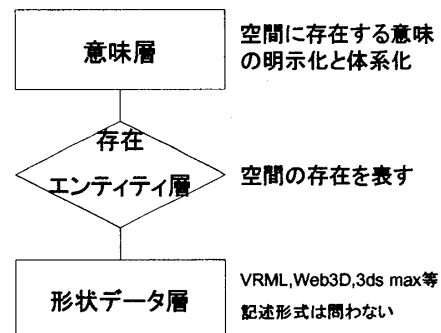 意味層
空間に存在する意味
の明示化と体系化
存在
エンティティ層
空間の存在を表す
形状データ層
VRML,Web3D,3ds max等
記述形式は問わない